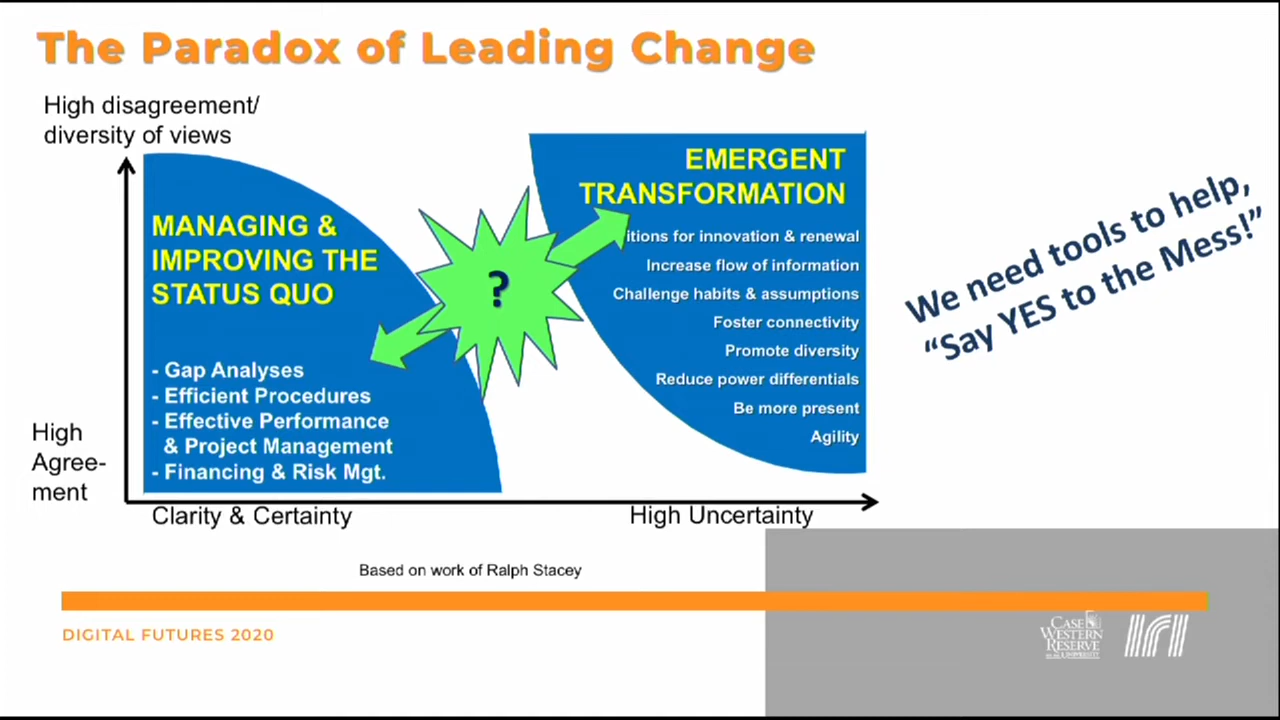 The Paradox of Leading Change
High disagreement/
diversity of views
MANAGING &
IMPROVING THE
STATUS QUO
- Gap Analyses
- Efficient Procedures
- Effective Performance
& Project Management
- Financing & Risk Mgt.
?
EMERGENT
TRANSFORMATION
itions for innovation & renewal
Increase flow of information
Challenge habits & assumptions
Foster connectivity
Promote diversity
Reduce power differentials
Be more present
Agility
We need tools to help,
“Say YES to the Mess!”
High
Agree-
ment
Clarity & Certainty
High Uncertainty
Based on work of Ralph Stacey
DIGITAL FUTURES 2020
CASE
WESTERN
RESERVE
UNIVERSITY